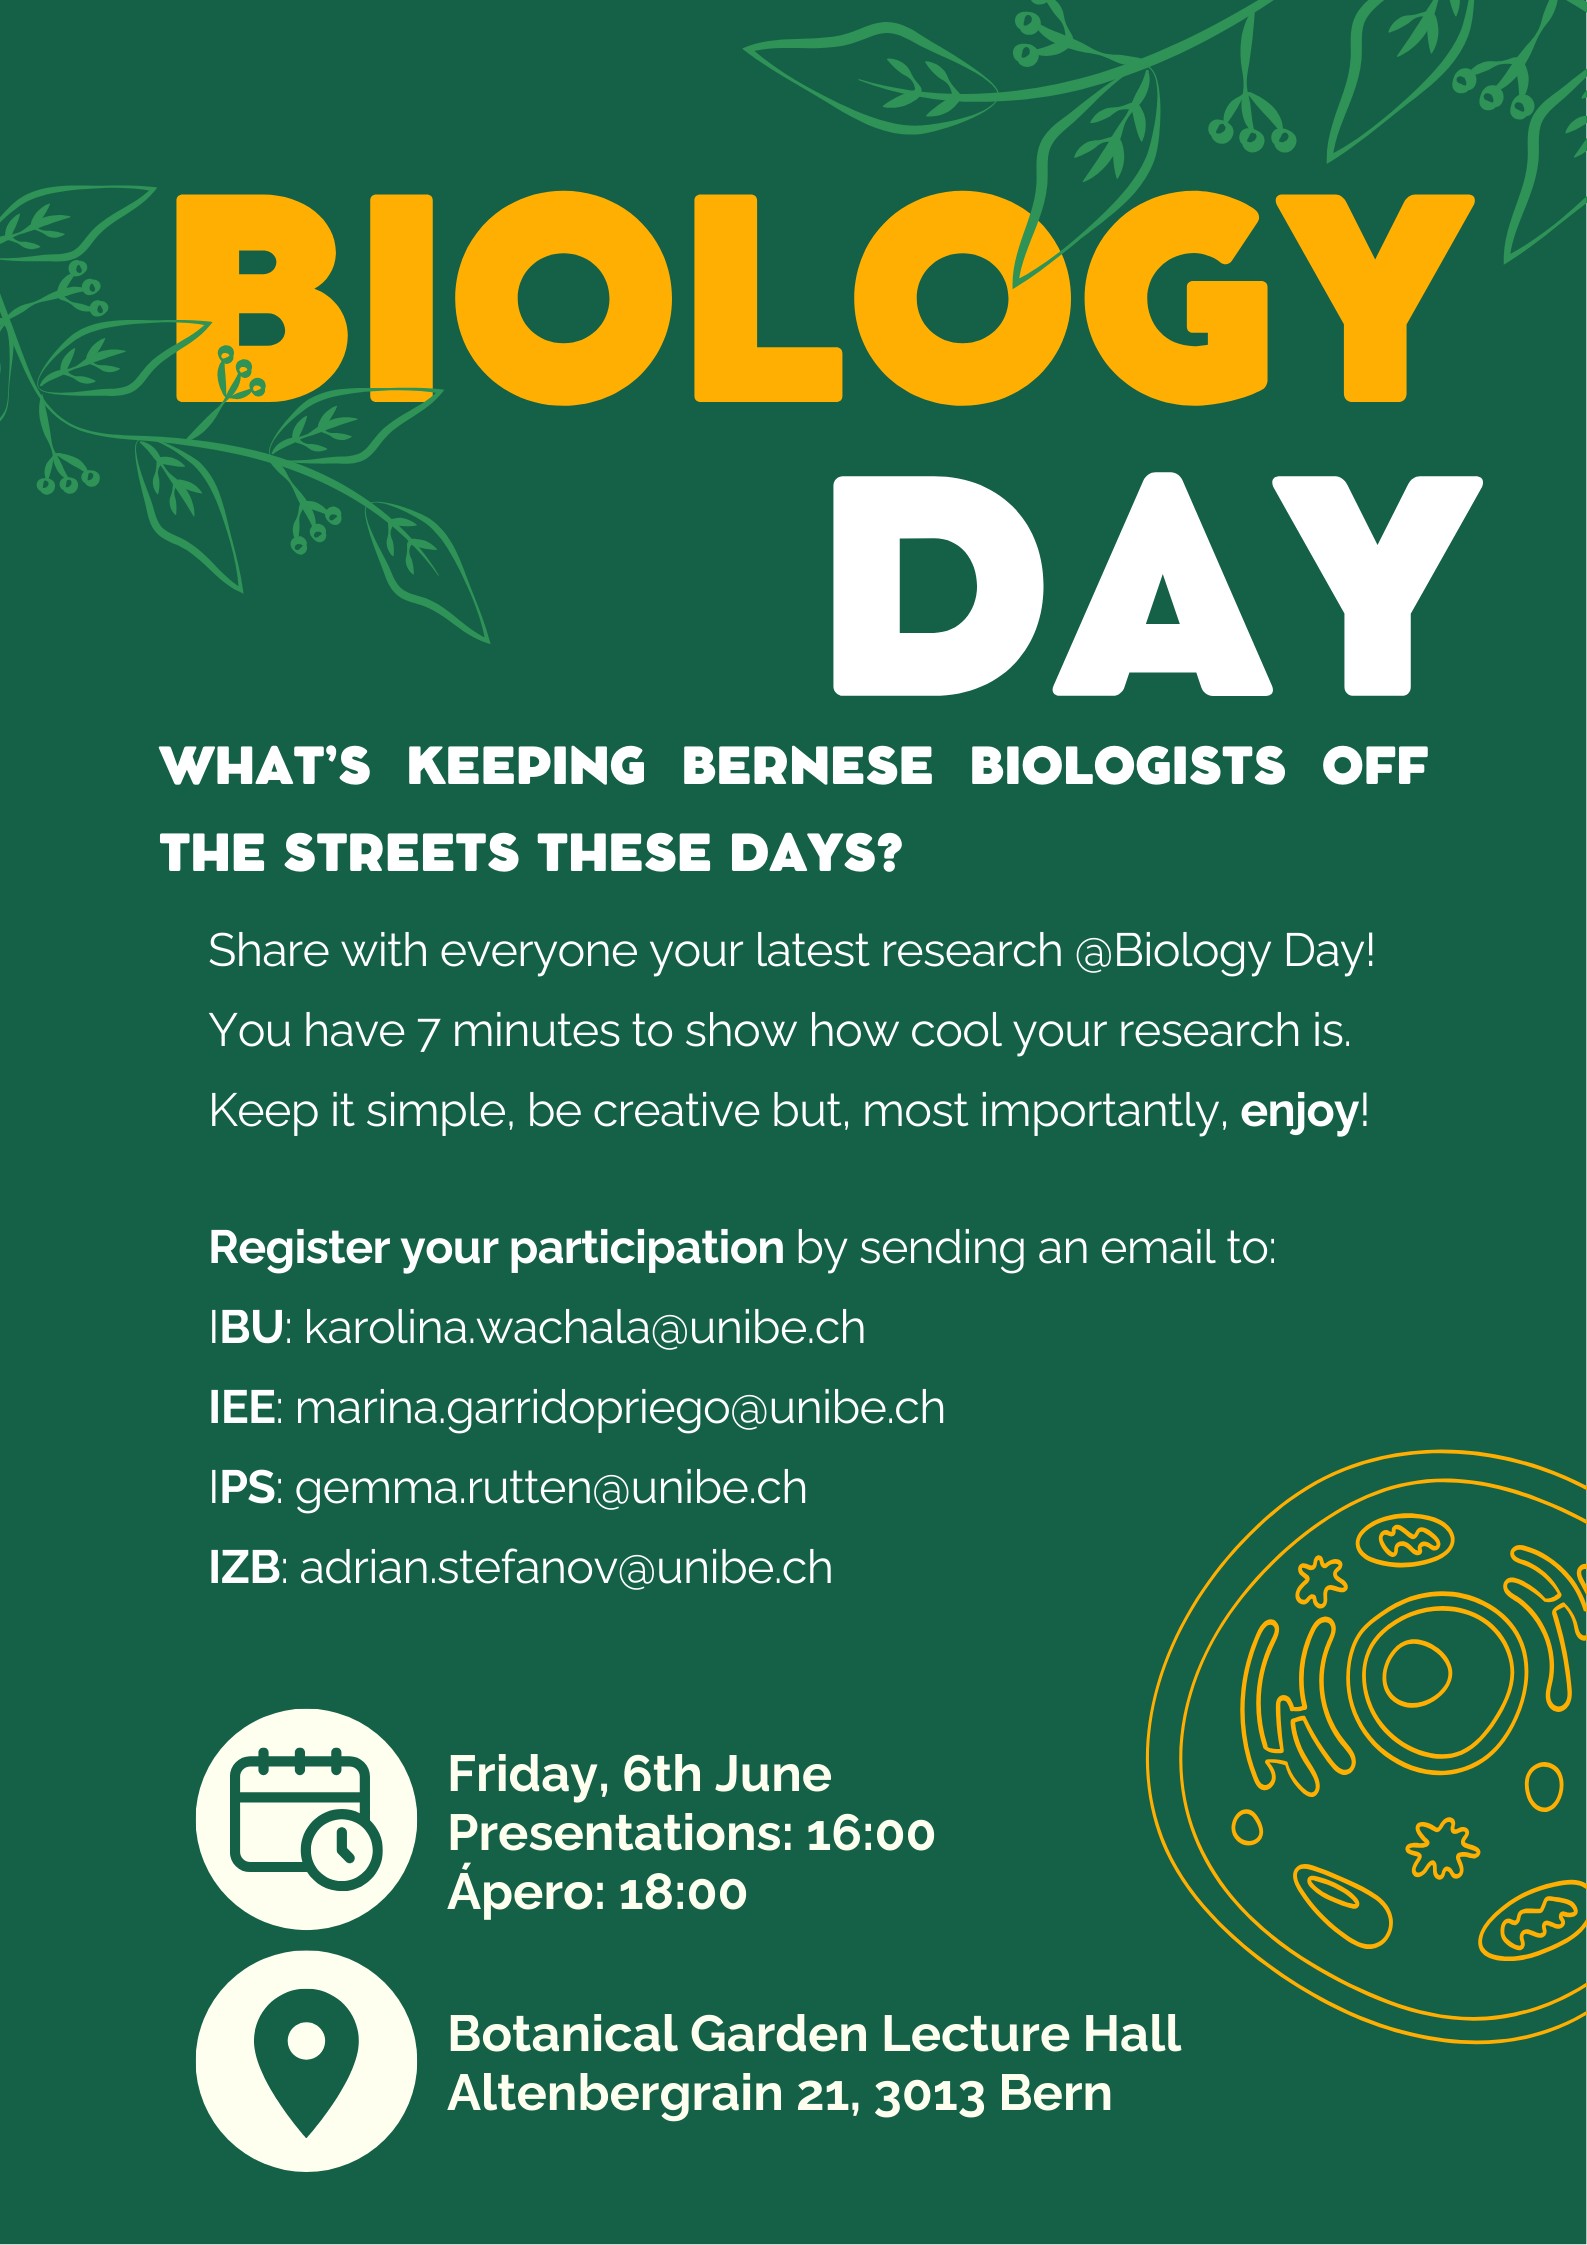 BIOLOGY
DAY
WHAT'S KEEPING BERNESE BIOLOGISTS OFF
THE STREETS THESE DAYS?
Share with everyone your latest research @Biology Day!
You have 7 minutes to show how cool your research is.
Keep it simple, be creative but, most importantly, enjoy!
Register your participation by sending an email to:
IBU: karolina.wachala@unibe.ch
IEE: marina.garridopriego@unibe.ch
IPS: gemma.rutten@unibe.ch
IZB: adrian.stefanov@unibe.ch
Friday, 6th June
Presentations: 16:00
Ápero: 18:00
Botanical Garden Lecture Hall
Altenbergrain 21, 3013 Bern